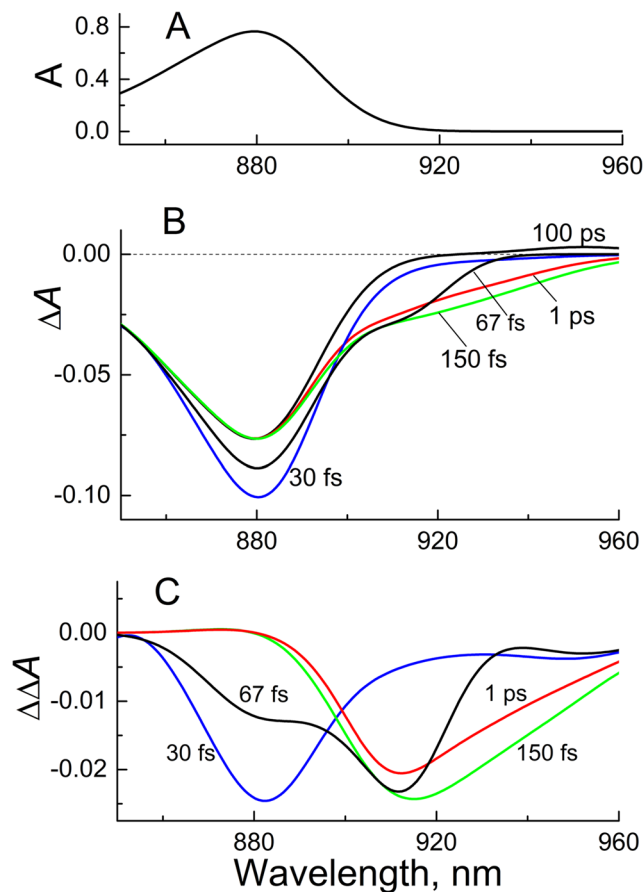 A
A
0.8
0.4
0.0
880
920
960
B
ΔA
0.00
-0.05
-0.10
100 ps
1 ps
67 fs
150 fs
30 fs
880
920
960
C
ΔΔA
0.00
-0.01
-0.02
67 fs
30 fs
1 ps
150 fs
880
920
960
Wavelength, nm